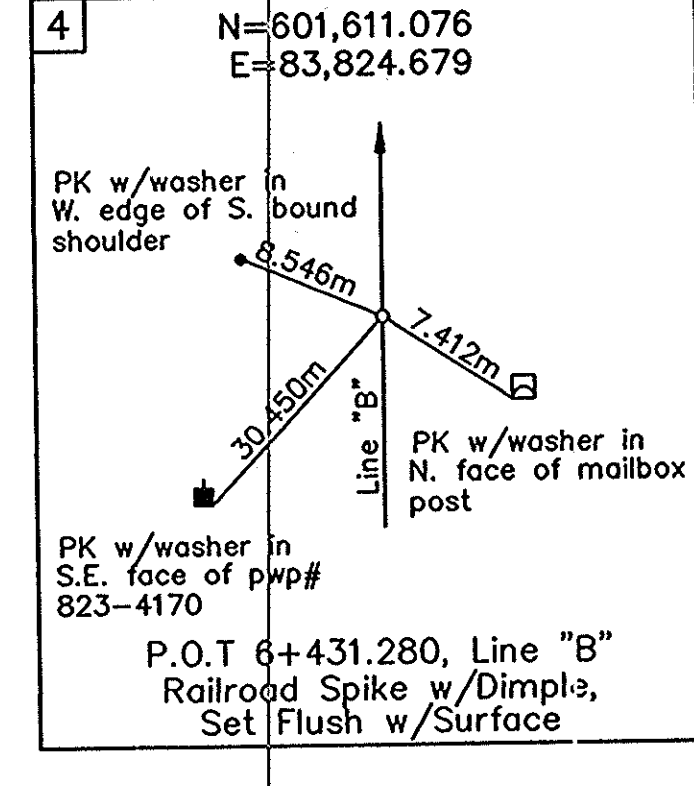 4
N=601,611.076
E=83,824.679
PK w/washer in
W. edge of S. bound
shoulder
8.546m
7.412m
30.450m
Line "B"
PK w/washer in
N. face of mailbox
post
PK w/washer in
S.E. face of pwp#
823-4170
P.O.T 6+431.280, Line "B"
Railroad Spike w/Dimple,
Set Flush w/Surface